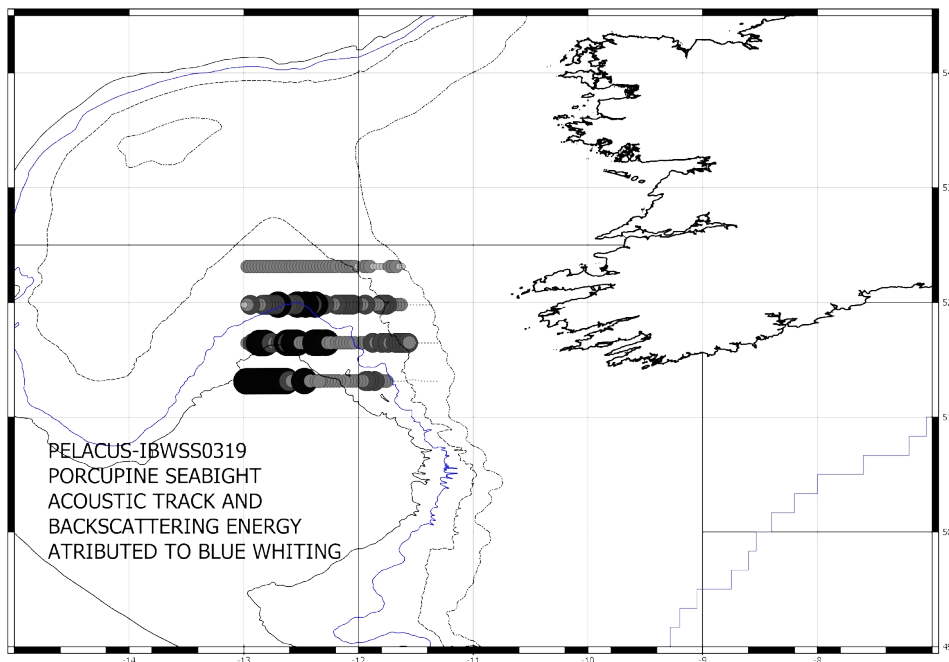 PELACUS-IBWSS0319
PORCUPINE SEABIGHT
ACOUSTIC TRACK AND
BACKSCATTERING ENERGY
ATRIBUTED TO BLUE WHITING
-14
-13
-12
-11
-10
-9
-8